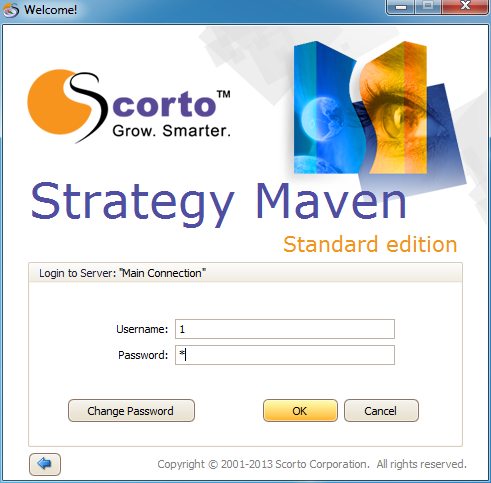 Welcome!
Scorto™
Grow. Smarter.
Strategy Maven
Standard edition
Login to Server: "Main Connection"
Username: 1
Password: *
Change Password OK Cancel
Copyright © 2001-2013 Scorto Corporation. All rights reserved.